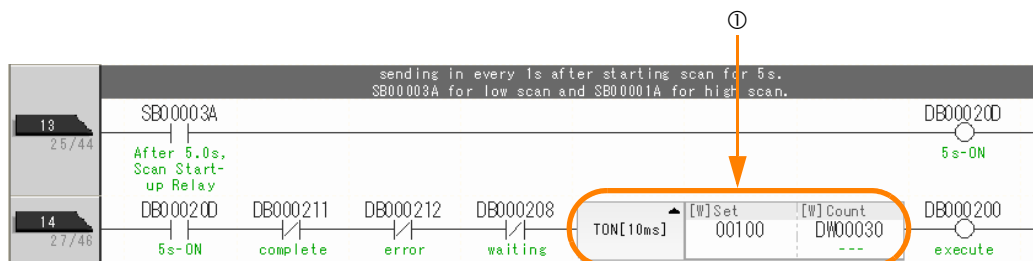 ①
sending in every 1s after starting scan for 5s.
SB00003A for low scan and SB00001A for high scan.
13
25/44
SB00003A
After 5.0s,
Scan Start-
up Relay
DB00020D
5s-ON
14
27/46
DB00020D
5s-ON
DB000211
complete
DB000212
error
DB000208
waiting
TON[10ms]
[W]Set
00100
[W]Count
DW00030
---
DB000200
execute